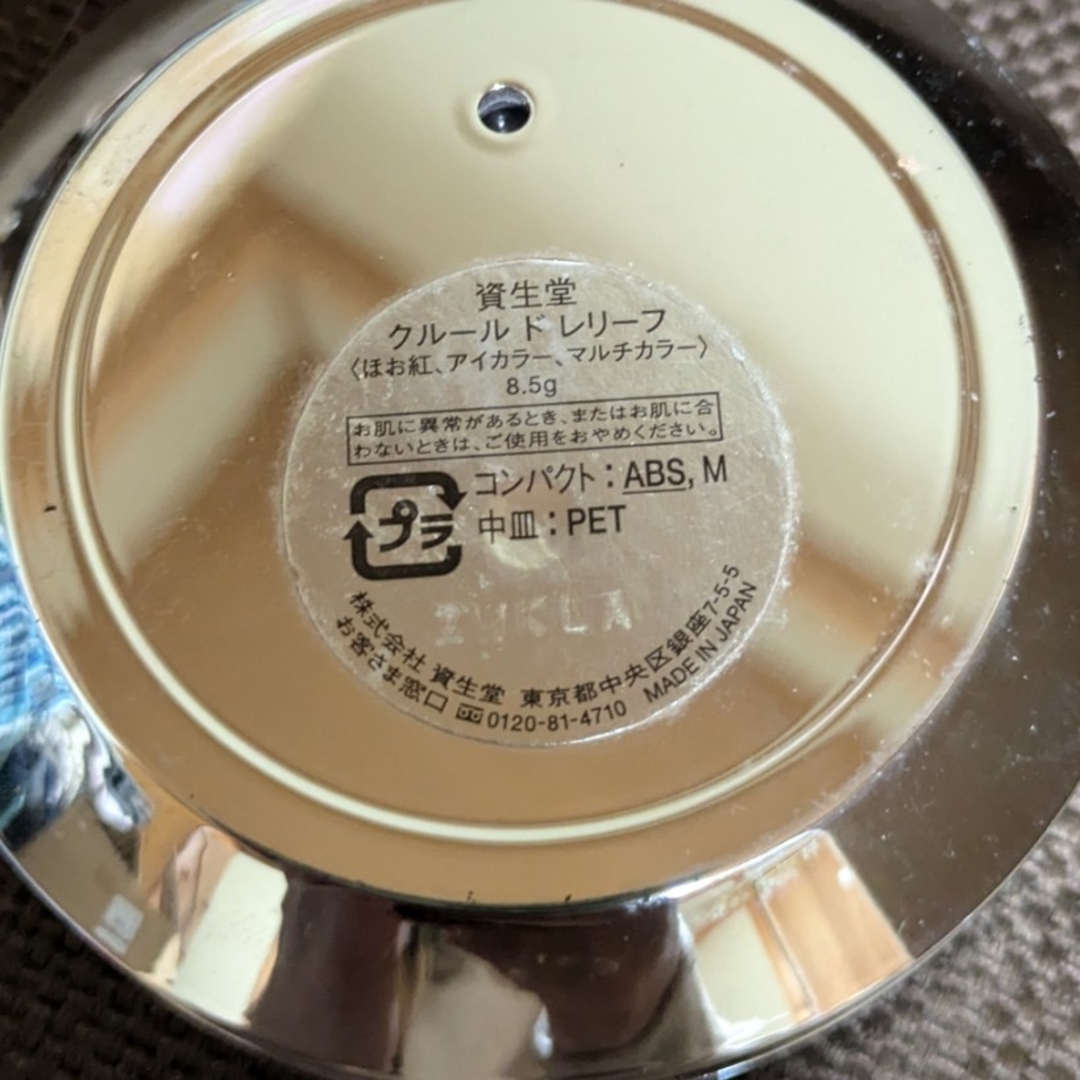 資生堂
クルール ド レリーフ
〈ほお紅、アイカラー、マルチカラー〉
8.5g
お肌に異常があるとき、またはお肌に合
わないときは、ご使用をおやめください。
プラ
コンパクト：ABS, M
中皿：PET
株式会社 資生堂 東京都中央区銀座7-5-5
お客さま窓口 0120-81-4710 MADE IN JAPAN